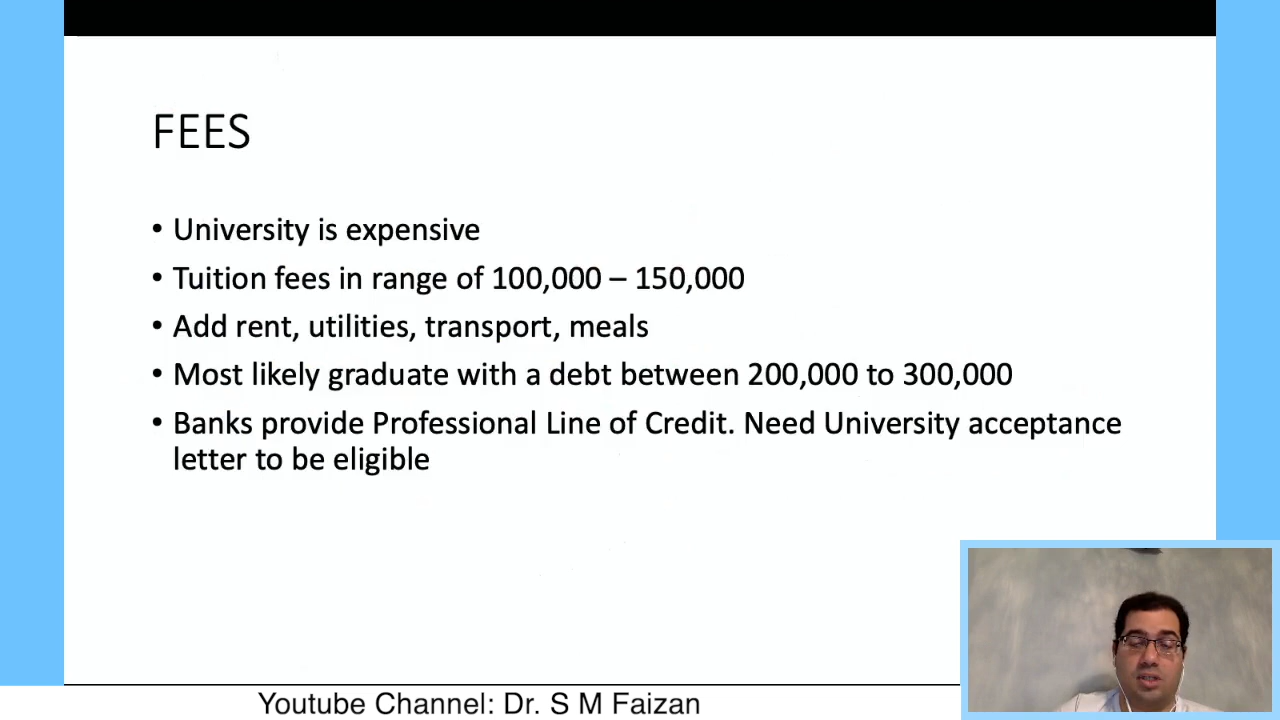 FEES
• University is expensive
• Tuition fees in range of 100,000 – 150,000
• Add rent, utilities, transport, meals
• Most likely graduate with a debt between 200,000 to 300,000
• Banks provide Professional Line of Credit. Need University acceptance
letter to be eligible
Youtube Channel: Dr. S M Faizan